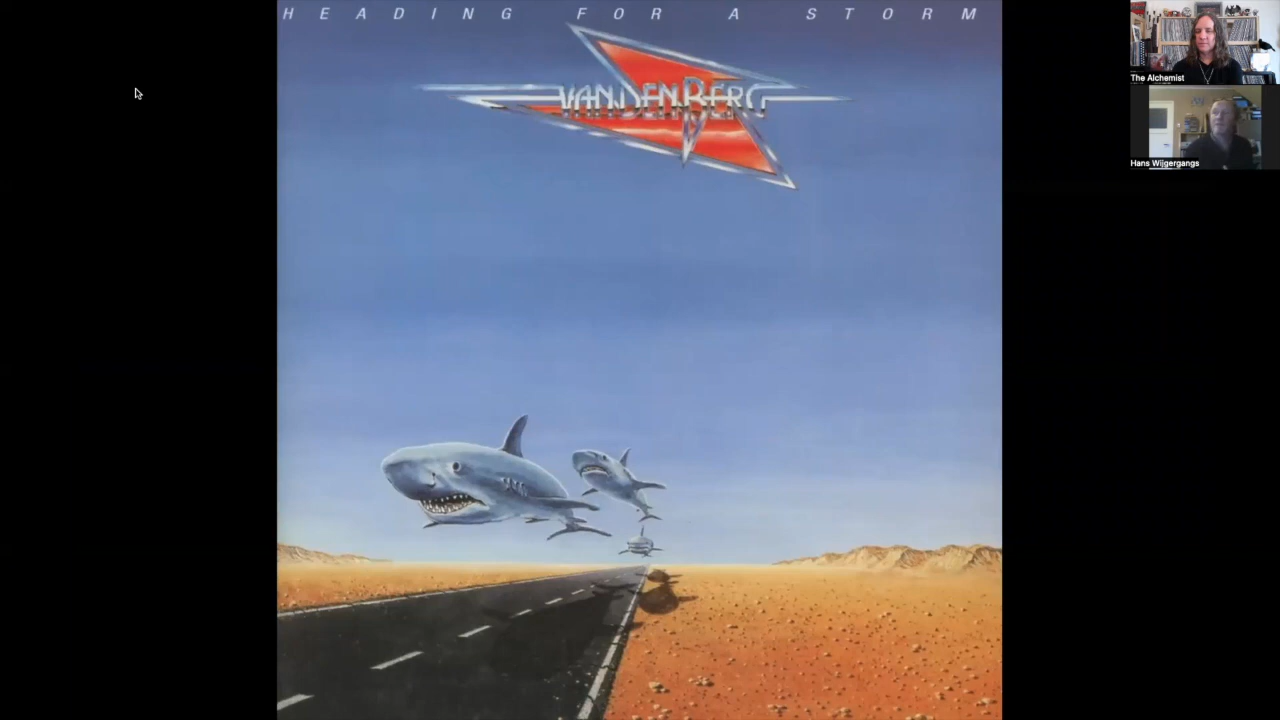 HEADING FOR A STORM
VANDENBERG
The Alchemist
Hans Wijgergangs